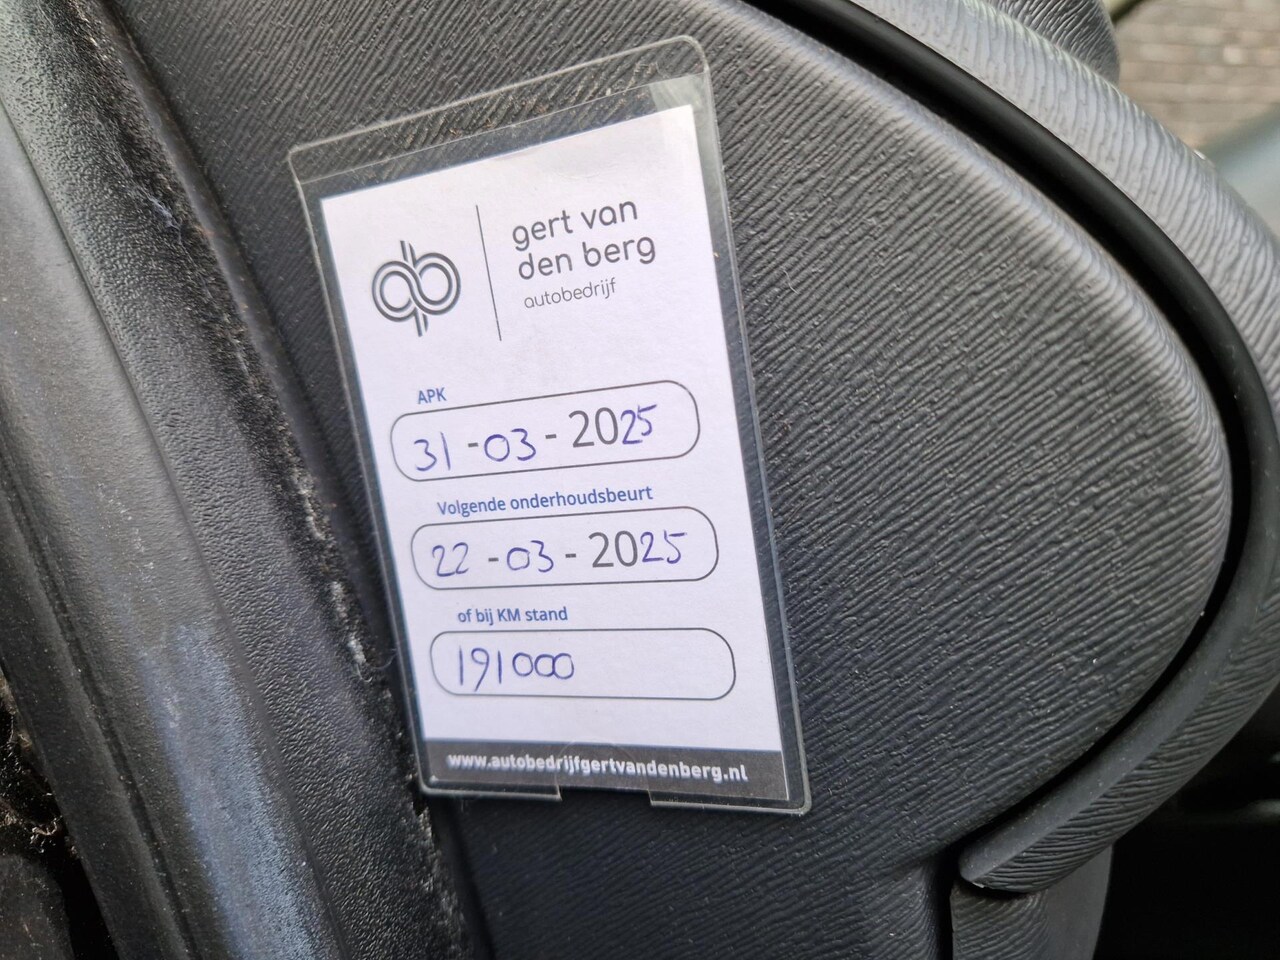 gert van
den berg
autobedrijf
APK
31-03-2025
Volgende onderhoudsbeurt
22-03-2025
of bij KM stand
191000
www.autobedrijfgertvandenberg.nl